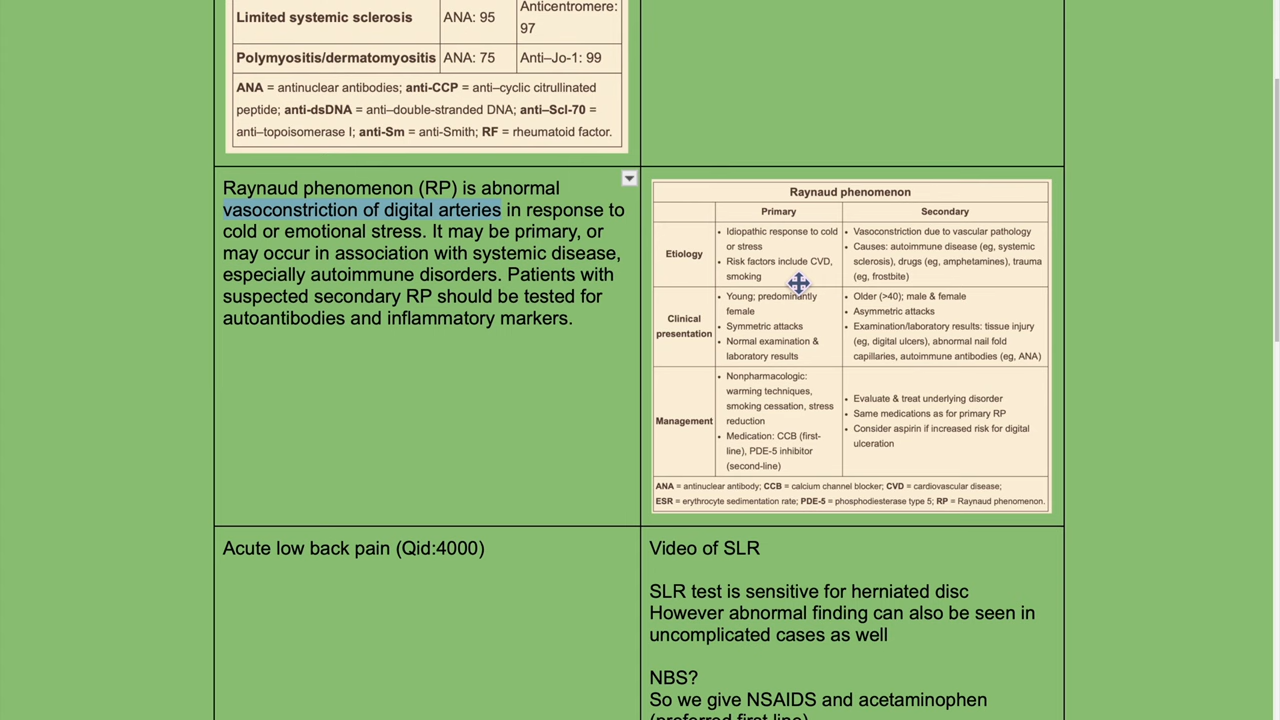 Limited systemic sclerosis ANA: 95 Anticentromere:
97
Polymyositis/dermatomyositis ANA: 75 Anti–Jo-1: 99
ANA = antinuclear antibodies; anti-CCP = anti–cyclic citrullinated
peptide; anti-dsDNA = anti–double-stranded DNA; anti–Scl-70 =
anti–topoisomerase I; anti-Sm = anti-Smith; RF = rheumatoid factor.
Raynaud phenomenon (RP) is abnormal
vasoconstriction of digital arteries in response to
cold or emotional stress. It may be primary, or
may occur in association with systemic disease,
especially autoimmune disorders. Patients with
suspected secondary RP should be tested for
autoantibodies and inflammatory markers.
Raynaud phenomenon
Primary Secondary
Etiology
• Idiopathic response to cold
or stress
• Risk factors include CVD,
smoking
• Vasoconstriction due to vascular pathology
• Causes: autoimmune disease (eg, systemic
sclerosis), drugs (eg, amphetamines), trauma
(eg, frostbite)
Clinical
presentation
• Young; predominantly
female
• Symmetric attacks
• Normal examination &
laboratory results
• Older (>40); male & female
• Asymmetric attacks
• Examination/laboratory results: tissue injury
(eg, digital ulcers), abnormal nail fold
capillaries, autoimmune antibodies (eg, ANA)
Management
• Nonpharmacologic:
warming techniques,
smoking cessation, stress
reduction
• Medication: CCB (first-
line), PDE-5 inhibitor
(second-line)
• Evaluate & treat underlying disorder
• Same medications as for primary RP
• Consider aspirin if increased risk for digital
ulceration
ANA = antinuclear antibody; CCB = calcium channel blocker; CVD = cardiovascular disease;
ESR = erythrocyte sedimentation rate; PDE-5 = phosphodiesterase type 5; RP = Raynaud phenomenon.
Acute low back pain (Qid:4000)
Video of SLR
SLR test is sensitive for herniated disc
However abnormal finding can also be seen in
uncomplicated cases as well
NBS?
So we give NSAIDS and acetaminophen
(preferred first line)